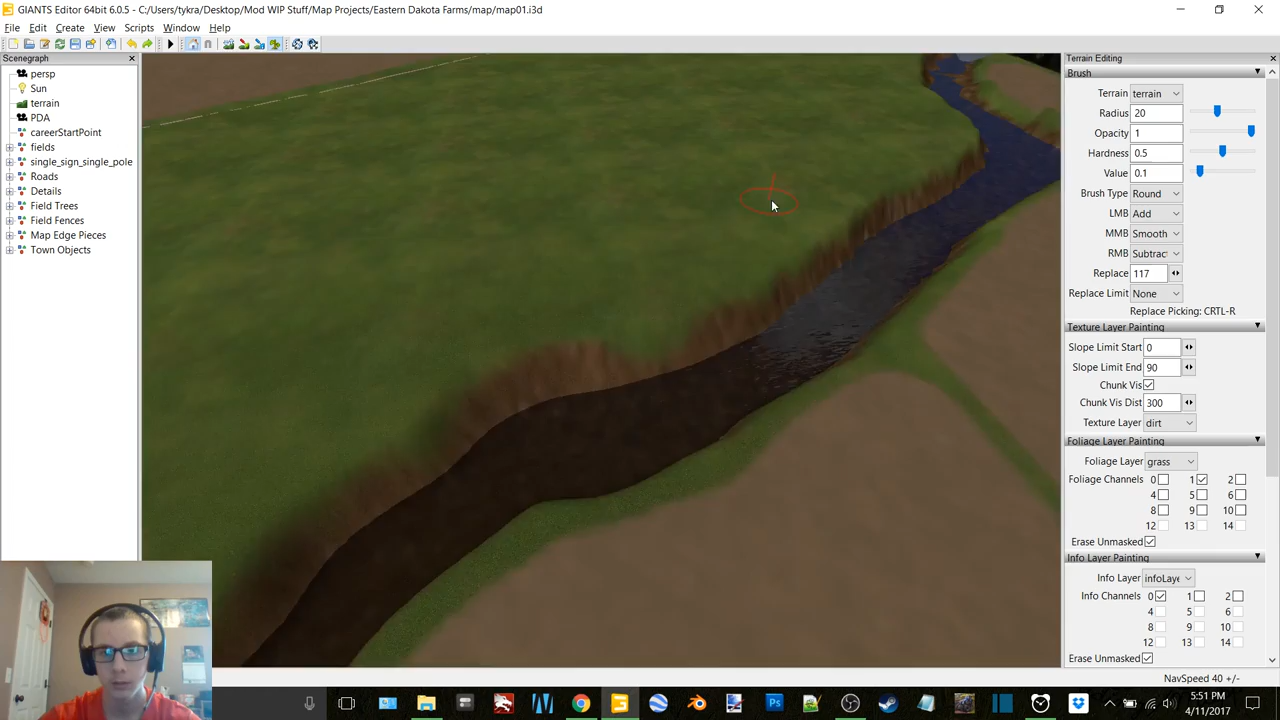 GIANTS Editor 64bit 6.0.5 - C:/Users/tykra/Desktop/Mod WIP Stuff/Map Projects/Eastern Dakota Farms/map/map01.i3d
File Edit Create View Scripts Window Help
Scenegraph
persp
Sun
terrain
PDA
careerStartPoint
fields
single_sign_single_pole
Roads
Details
Field Trees
Field Fences
Map Edge Pieces
Town Objects
Terrain Editing
Brush
Terrain terrain
Radius 20
Opacity 1
Hardness 0.5
Value 0.1
Brush Type Round
LMB Add
MMB Smooth
RMB Subtrac
Replace 117
Replace Limit None
Replace Picking: CRTL-R
Texture Layer Painting
Slope Limit Start 0
Slope Limit End 90
Chunk Vis
Chunk Vis Dist 300
Texture Layer dirt
Foliage Layer Painting
Foliage Layer grass
Foliage Channels 0 1 2
4 5 6
8 9 10
12 13 14
Erase Unmasked
Info Layer Painting
Info Layer infoLaye
Info Channels 0 1 2
4 5 6
8 9 10
12 13 14
Erase Unmasked
NavSpeed 40 +/-
5:51 PM
4/11/2017